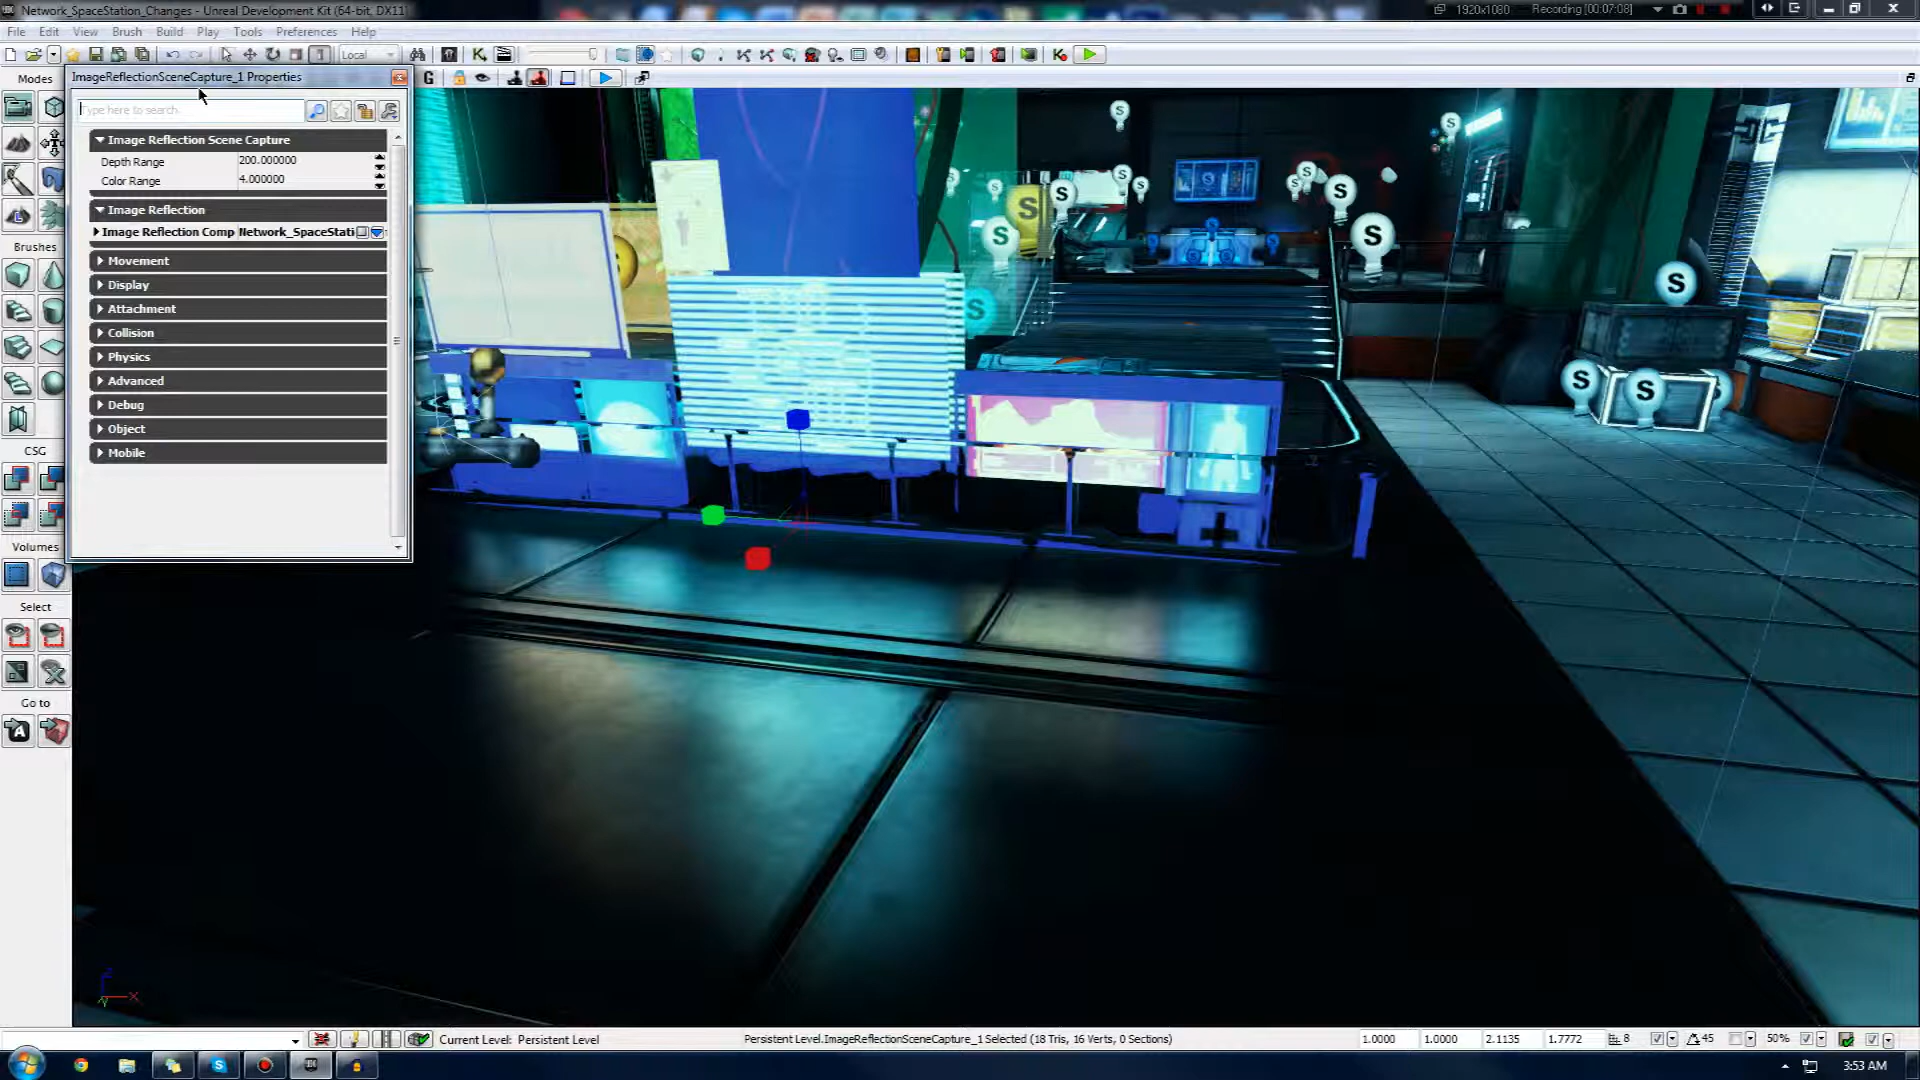 Network_SpaceStation_Changes - Unreal Development Kit (64-bit, DX11)
1920x1080 Recording [00:07:08]
File Edit View Brush Build Play Tools Preferences Help
Local
Modes
ImageReflectionSceneCapture_1 Properties
G
Type here to search
Image Reflection Scene Capture
Depth Range 200.000000
Color Range 4.000000
Image Reflection
Image Reflection Comp Network_SpaceStati
Movement
Display
Attachment
Collision
Physics
Advanced
Debug
Object
Mobile
Brushes
CSG
Volumes
Select
Go to
S
S
S
S
S
S
S
S
S
S
S
S
S
S
Current Level: Persistent Level
Persistent Level.ImageReflectionSceneCapture_1 Selected (18 Tris, 16 Verts, 0 Sections)
1.0000 1.0000 2.1135 1.7772 8 45 50%
3:53 AM